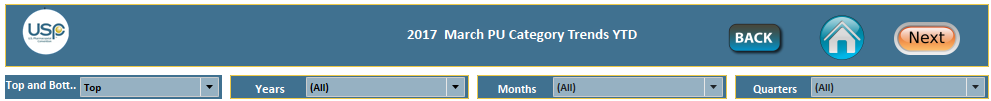 USP
2017 March PU Category Trends YTD
BACK
Next
Top and Bott.. Top
Years (All)
Months (All)
Quarters (All)